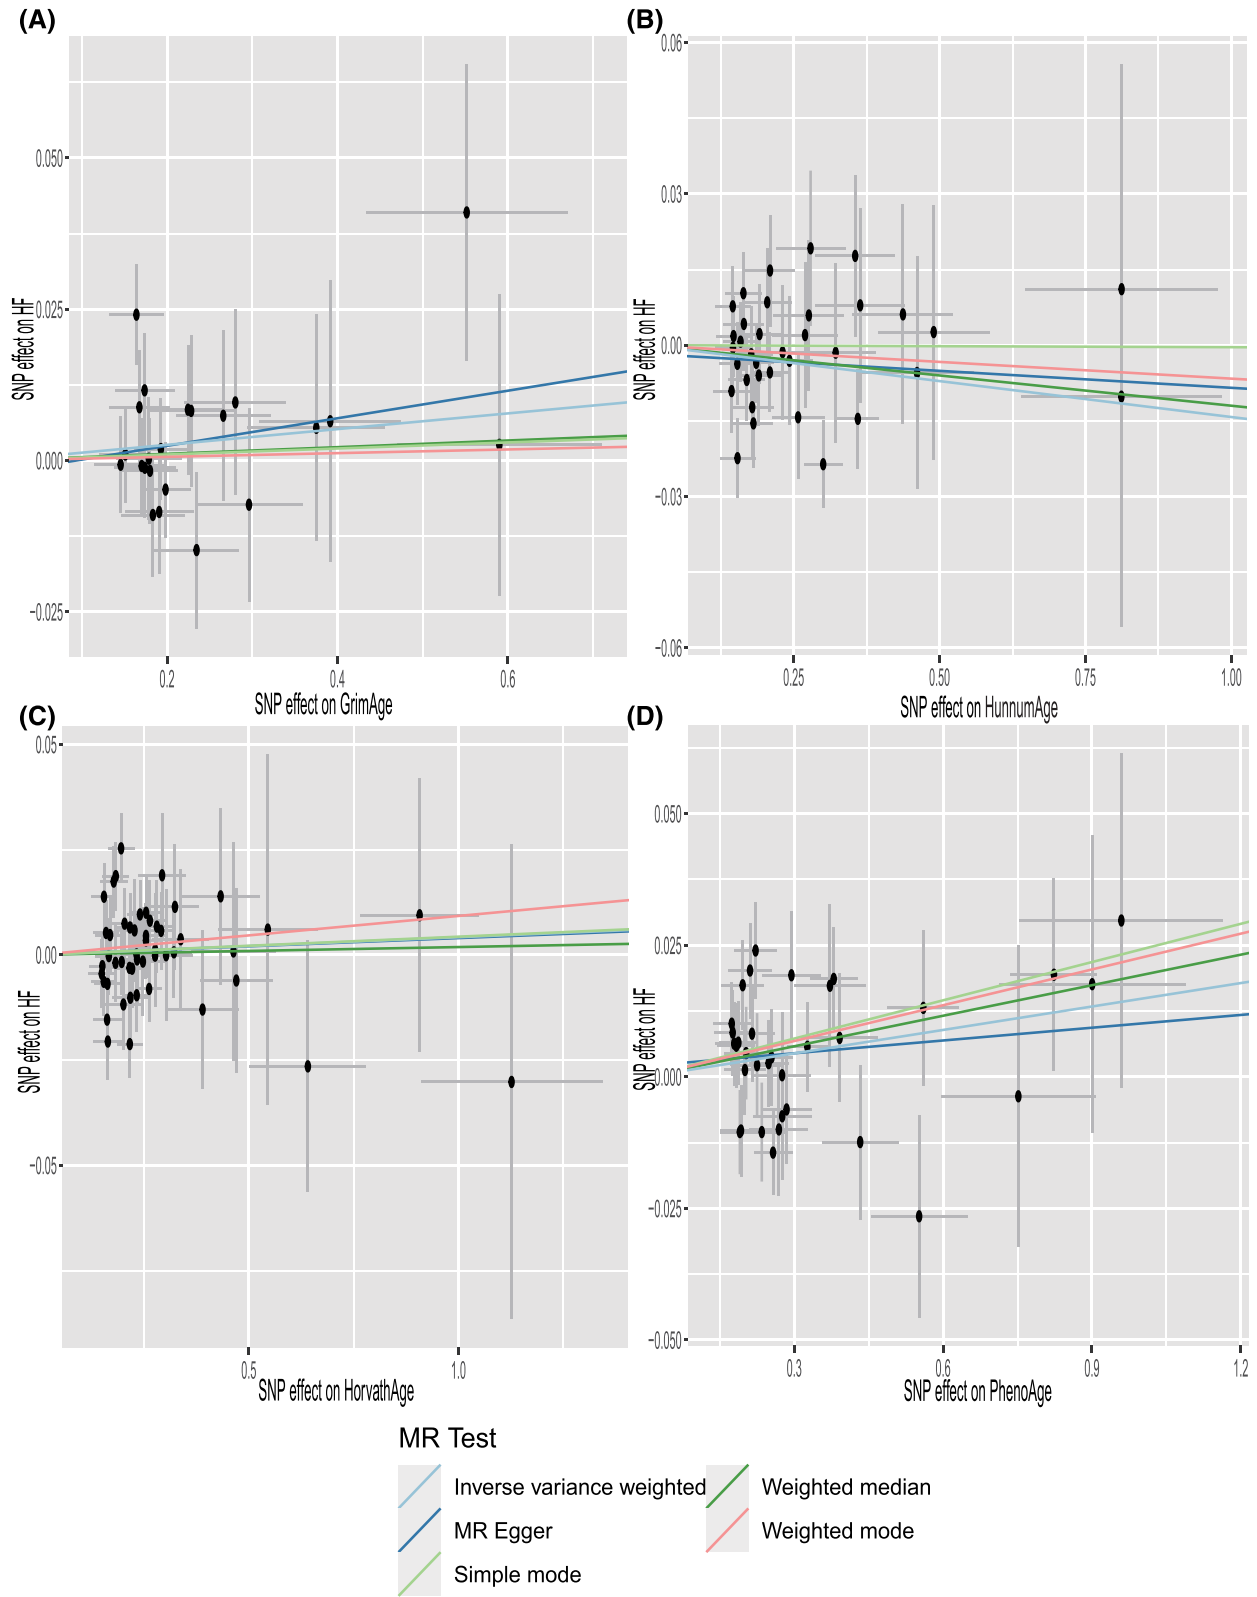 (A)
0.050
0.025
0.000
−0.025
SNP effect on HF
0.2
0.4
0.6
SNP effect on GrimAge
(B)
0.06
0.03
0.00
−0.03
−0.06
SNP effect on HF
0.25
0.50
0.75
1.00
SNP effect on HunnumAge
(C)
0.05
0.00
−0.05
SNP effect on HF
0.5
1.0
SNP effect on HorvathAge
(D)
0.050
0.025
0.000
−0.025
−0.050
SNP effect on HF
0.3
0.6
0.9
1.2
SNP effect on PhenoAge
MR Test
Inverse variance weighted
MR Egger
Simple mode
Weighted median
Weighted mode